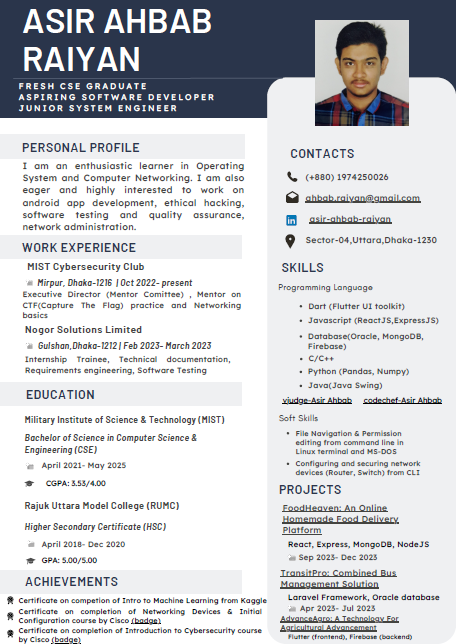 ASIR AHBAB
RAIYAN
FRESH CSE GRADUATE
ASPIRING SOFTWARE DEVELOPER
JUNIOR SYSTEM ENGINEER
PERSONAL PROFILE
I am an enthusiastic learner in Operating
System and Computer Networking. I am also
eager and highly interested to work on
android app development, ethical hacking,
software testing and quality assurance,
network administration.
WORK EXPERIENCE
MIST Cybersecurity Club
Mirpur, Dhaka-1216 | Oct 2022- present
Executive Director (Mentor Comittee) , Mentor on
CTF(Capture The Flag) practice and Networking
basics
Nogor Solutions Limited
Gulshan,Dhaka-1212 | Feb 2023- March 2023
Internship Trainee, Technical documentation,
Requirements engineering, Software Testing
EDUCATION
Military Institute of Science & Technology (MIST)
Bachelor of Science in Computer Science &
Engineering (CSE)
April 2021- May 2025
CGPA: 3.53/4.00
Rajuk Uttara Model College (RUMC)
Higher Secondary Certificate (HSC)
April 2018- Dec 2020
GPA: 5.00/5.00
ACHIEVEMENTS
Certificate on competion of Intro to Machine Learning from Kaggle
Certificate on completion of Networking Devices & Initial
Configuration course by Cisco (badge)
Certificate on completion of Introduction to Cybersecurity course
by Cisco (badge)
CONTACTS
(+880) 1974250026
ahbab.raiyan@gmail.com
asir-ahbab-raiyan
Sector-04,Uttara,Dhaka-1230
SKILLS
Programming Language
Dart (Flutter UI toolkit)
Javascript (ReactJS,ExpressJS)
Database(Oracle, MongoDB,
Firebase)
C/C++
Python (Pandas, Numpy)
Java(Java Swing)
vjudge-Asir Ahbab codechef-Asir Ahbab
Soft Skills
File Navigation & Permission
editing from command line in
Linux terminal and MS-DOS
Configuring and securing network
devices (Router, Switch) from CLI
PROJECTS
FoodHeaven: An Online
Homemade Food Delivery
Platform
React, Express, MongoDB, NodeJS
Sep 2023- Dec 2023
TransitPro: Combined Bus
Management Solution
Laravel Framework, Oracle database
Apr 2023- Jul 2023
AdvanceAgro: A Technology For
Agricultural Advancement
Flutter (frontend), Firebase (backend)